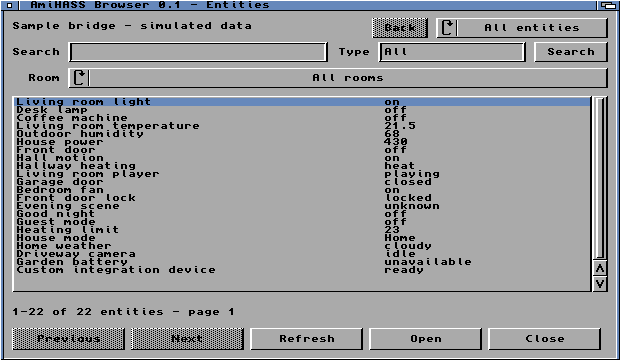 AmiHASS Browser 0.1 - Entities
Sample bridge - simulated data Back All entities
Search Type All Search
Room All rooms
Living room light on
Desk lamp off
Coffee machine off
Living room temperature 21.5
Outdoor humidity 68
House power 430
Front door off
Hall motion on
Hallway heating heat
Living room player playing
Garage door closed
Bedroom fan on
Front door lock locked
Evening scene unknown
Good night off
Guest mode off
Heating limit 23
House mode Home
Home weather cloudy
Driveway camera idle
Garden battery unavailable
Custom integration device ready
1-22 of 22 entities - page 1
Previous Next Refresh Open Close